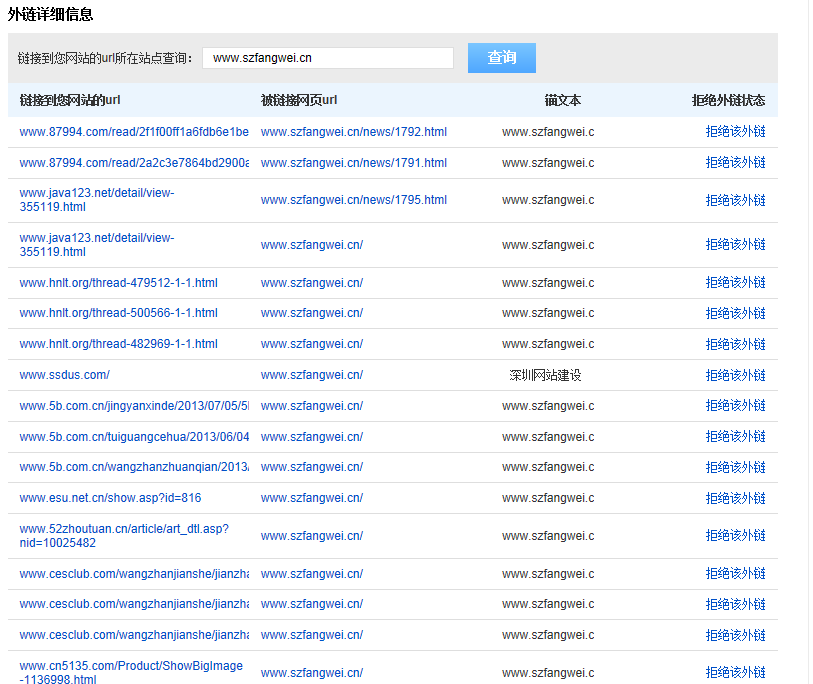 外链详细信息
链接到您网站的url所在站点查询： www.szfangwei.cn 查询
链接到您网站的url 被链接网页url 锚文本 拒绝外链状态
www.87994.com/read/2f1f00ff1a6fdb6e1be www.szfangwei.cn/news/1792.html www.szfangwei.c 拒绝该外链
www.87994.com/read/2a2c3e7864bd2900a www.szfangwei.cn/news/1791.html www.szfangwei.c 拒绝该外链
www.java123.net/detail/view-
355119.html www.szfangwei.cn/news/1795.html www.szfangwei.c 拒绝该外链
www.java123.net/detail/view-
355119.html www.szfangwei.cn/ www.szfangwei.c 拒绝该外链
www.hnlt.org/thread-479512-1-1.html www.szfangwei.cn/ www.szfangwei.c 拒绝该外链
www.hnlt.org/thread-500566-1-1.html www.szfangwei.cn/ www.szfangwei.c 拒绝该外链
www.hnlt.org/thread-482969-1-1.html www.szfangwei.cn/ www.szfangwei.c 拒绝该外链
www.ssdus.com/ www.szfangwei.cn/ 深圳网站建设 拒绝该外链
www.5b.com.cn/jingyanxinde/2013/07/05/5 www.szfangwei.cn/ www.szfangwei.c 拒绝该外链
www.5b.com.cn/tuiguangcehua/2013/06/04 www.szfangwei.cn/ www.szfangwei.c 拒绝该外链
www.5b.com.cn/wangzhanzhuanqian/2013/ www.szfangwei.cn/ www.szfangwei.c 拒绝该外链
www.esu.net.cn/show.asp?id=816 www.szfangwei.cn/ www.szfangwei.c 拒绝该外链
www.52zhoutuan.cn/article/art_dtl.asp?
nid=10025482 www.szfangwei.cn/ www.szfangwei.c 拒绝该外链
www.cesclub.com/wangzhanjianshe/jianzha www.szfangwei.cn/ www.szfangwei.c 拒绝该外链
www.cesclub.com/wangzhanjianshe/jianzha www.szfangwei.cn/ www.szfangwei.c 拒绝该外链
www.cesclub.com/wangzhanjianshe/jianzha www.szfangwei.cn/ www.szfangwei.c 拒绝该外链
www.cn5135.com/Product/ShowBigImage
-1136998.html www.szfangwei.cn/ www.szfangwei.c 拒绝该外链